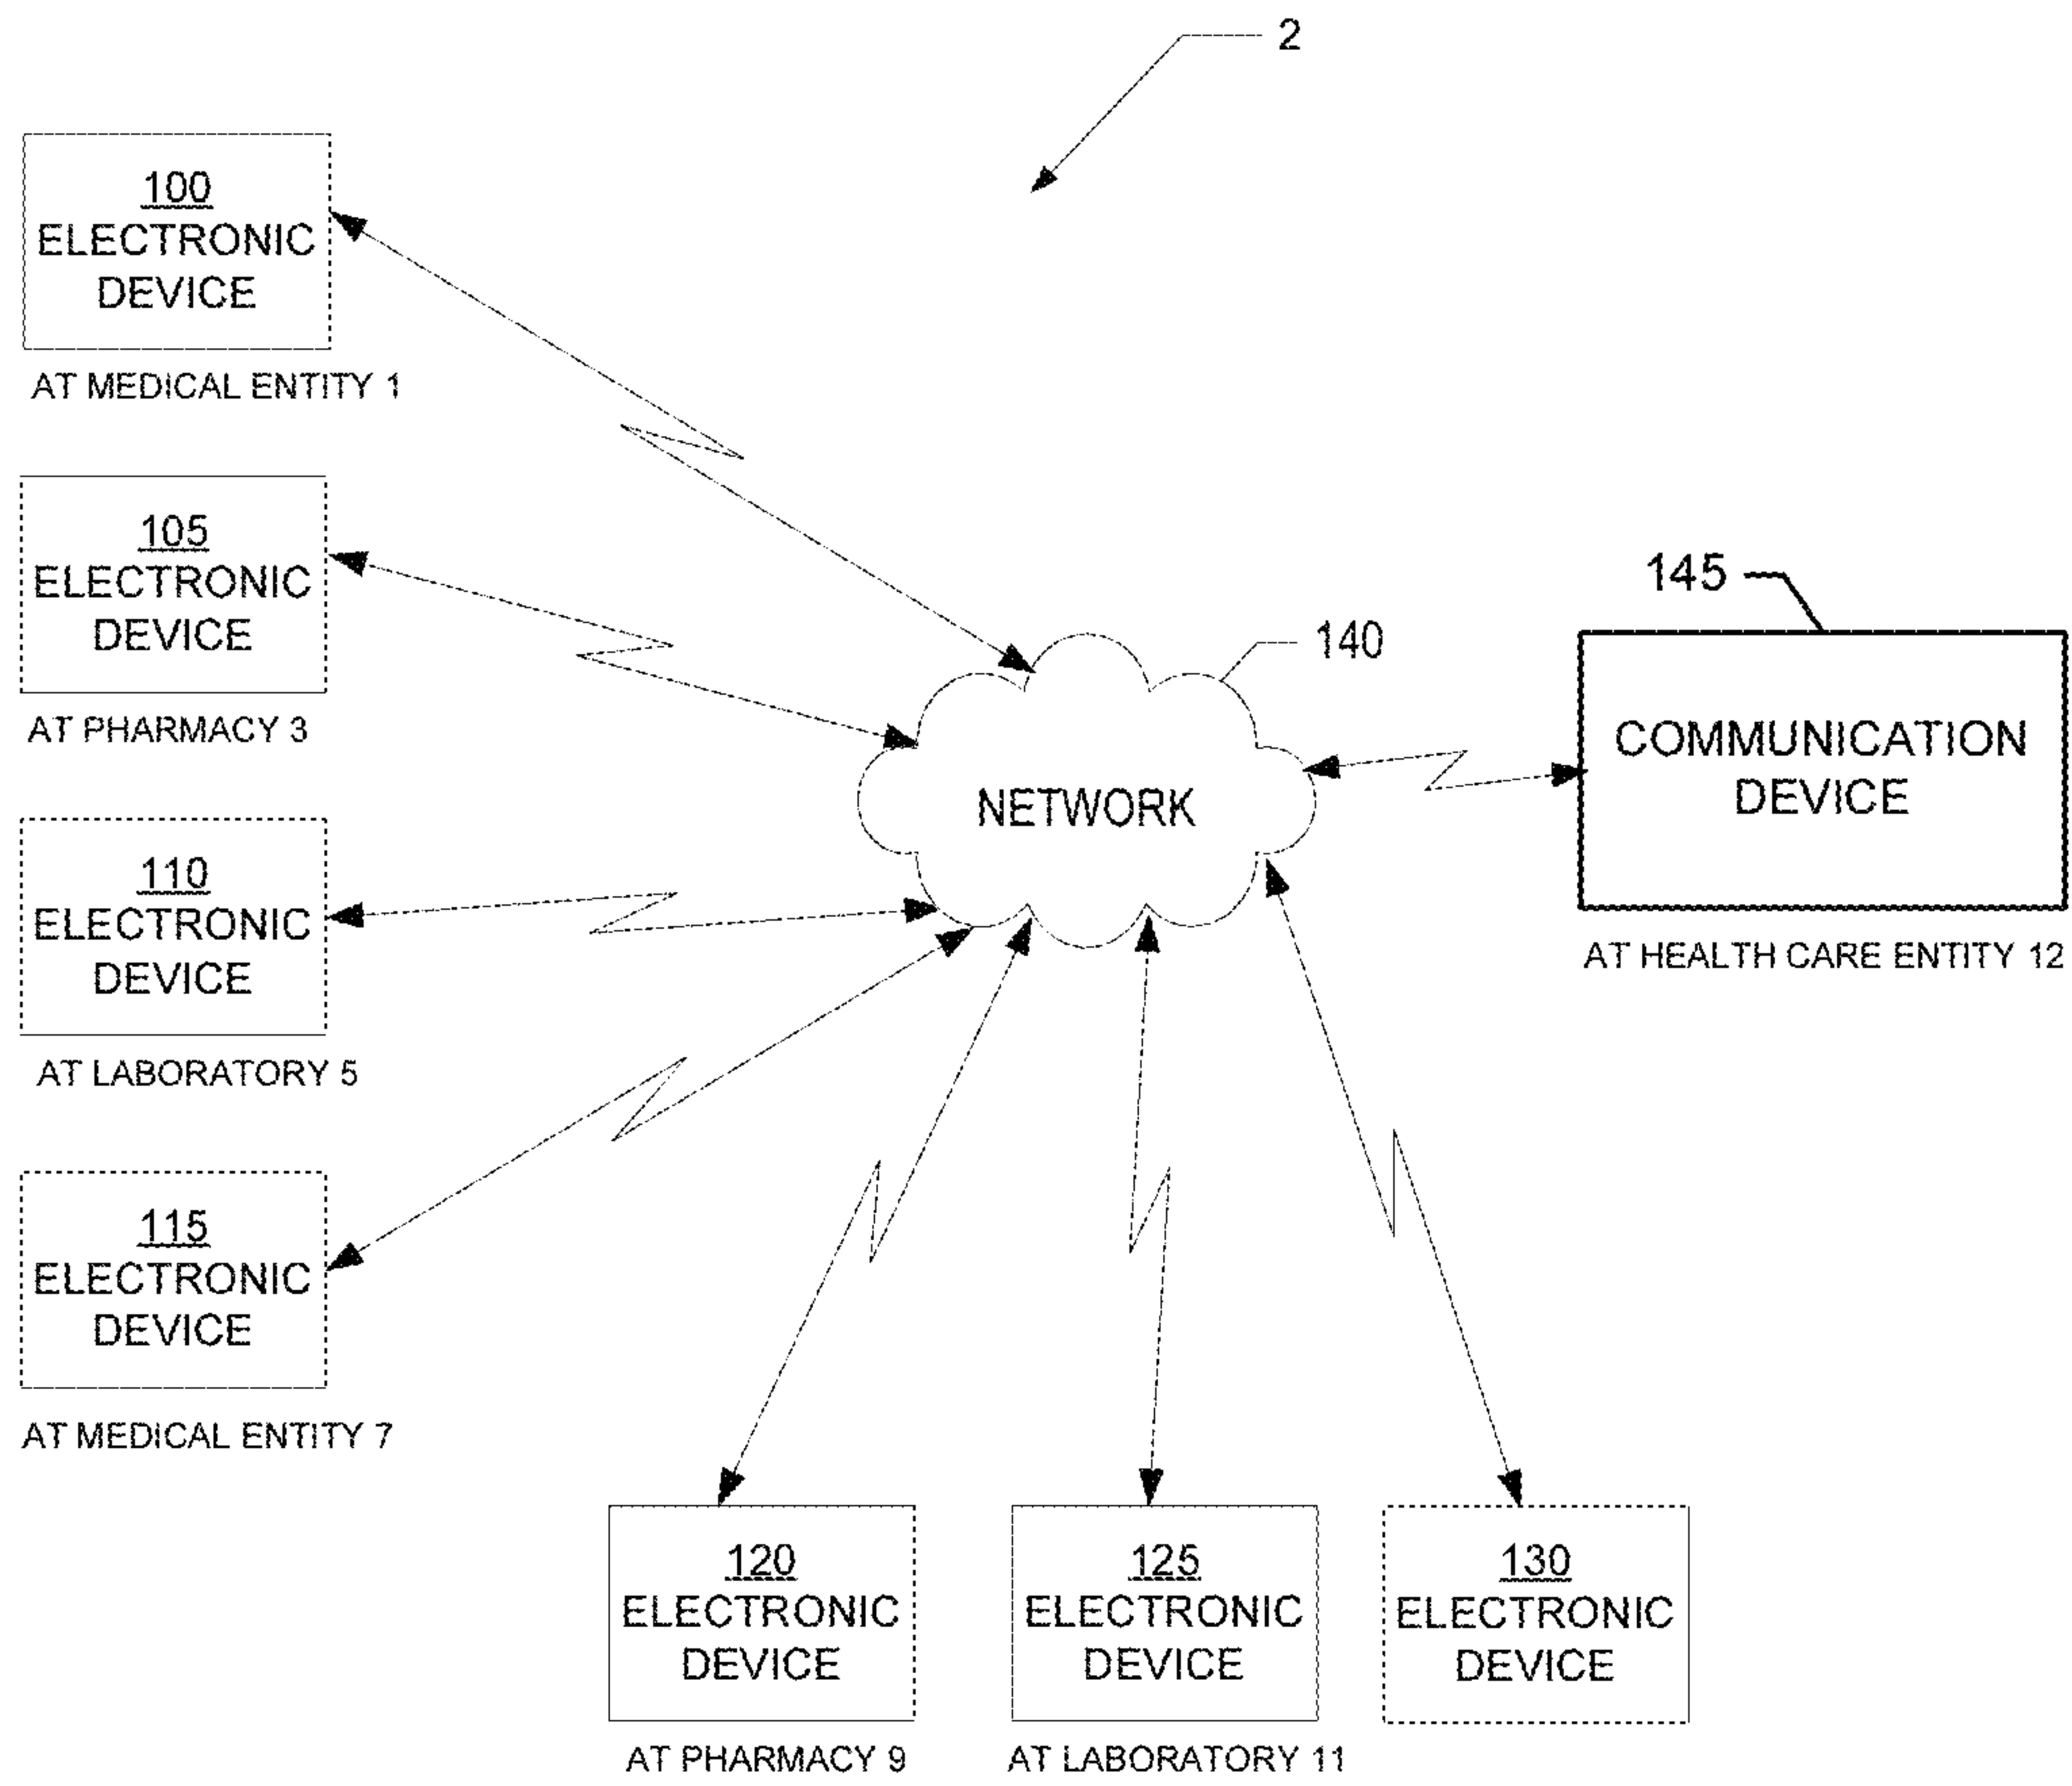 2
100
ELECTRONIC
DEVICE
AT MEDICAL ENTITY 1
105
ELECTRONIC
DEVICE
AT PHARMACY 3
110
ELECTRONIC
DEVICE
AT LABORATORY 5
115
ELECTRONIC
DEVICE
AT MEDICAL ENTITY 7
140
NETWORK
145
COMMUNICATION
DEVICE
AT HEALTH CARE ENTITY 12
120
ELECTRONIC
DEVICE
AT PHARMACY 9
125
ELECTRONIC
DEVICE
AT LABORATORY 11
130
ELECTRONIC
DEVICE